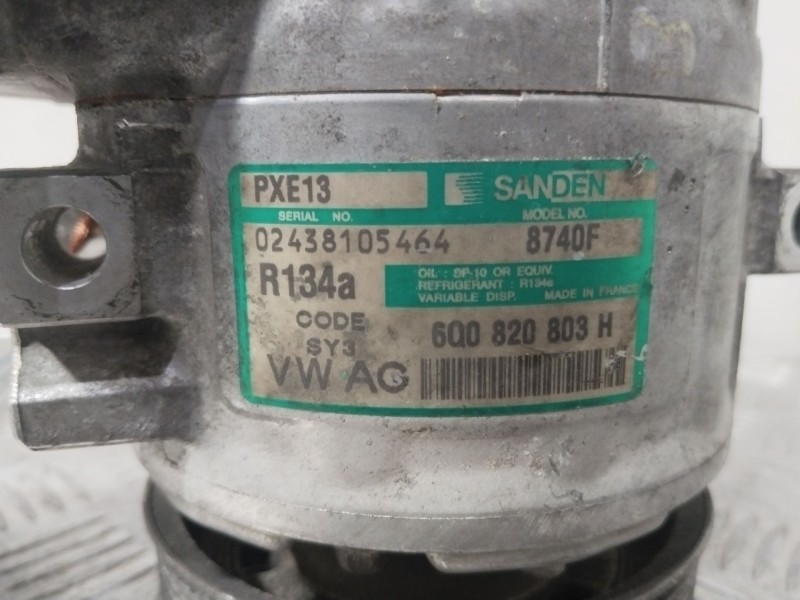 PXE13 SANDEN
SERIAL NO. MODEL NO.
02438105464 8740F
R134a
OIL : SP-10 OR EQUIV.
REFRIGERANT : R134a
VARIABLE DISP. MADE IN FRANCE
CODE
SY3
6Q0 820 803 H
VW AG